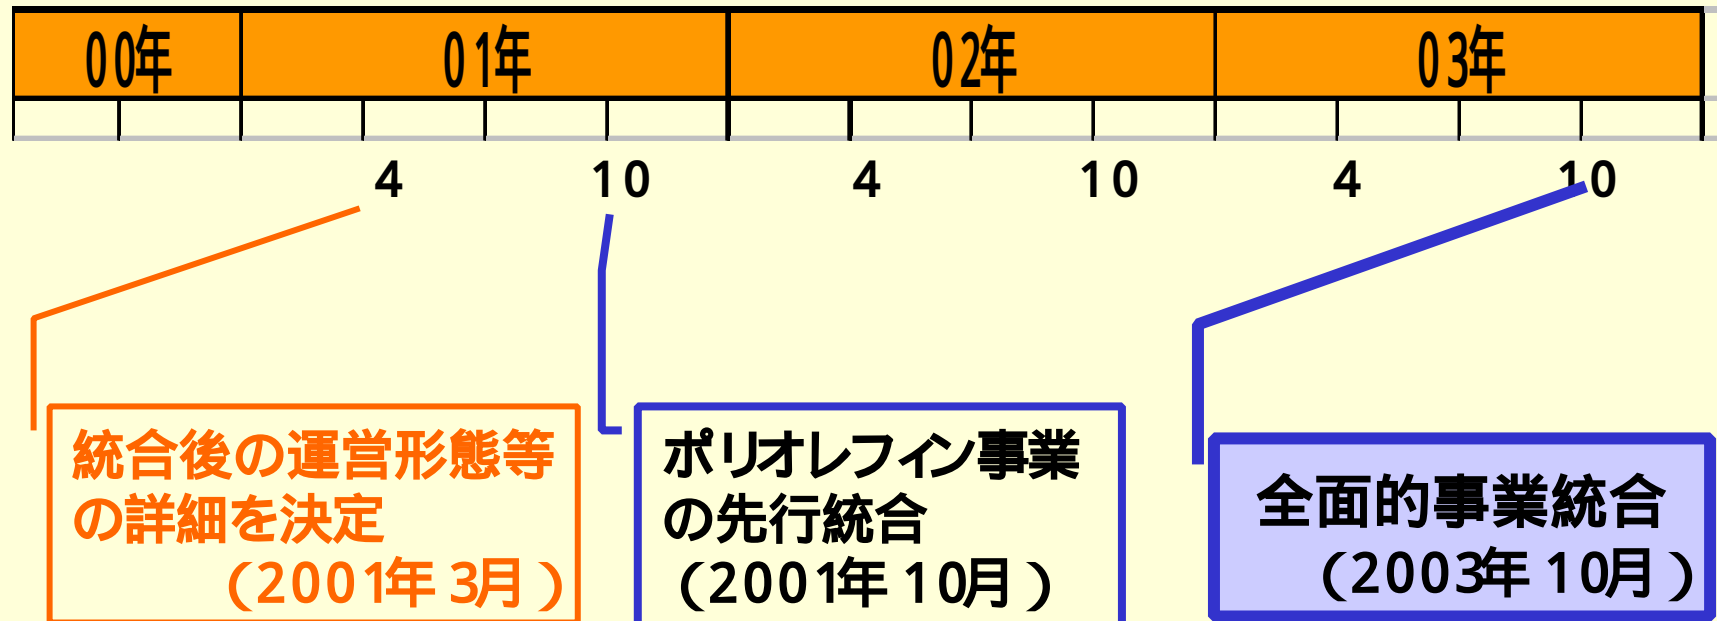 00年 01年 02年 03年
4 10 4 10 4 10
統合後の運営形態等
の詳細を決定
（2001年3月）
ポリオレフィン事業
の先行統合
（2001年10月）
全面的事業統合
（2003年10月）